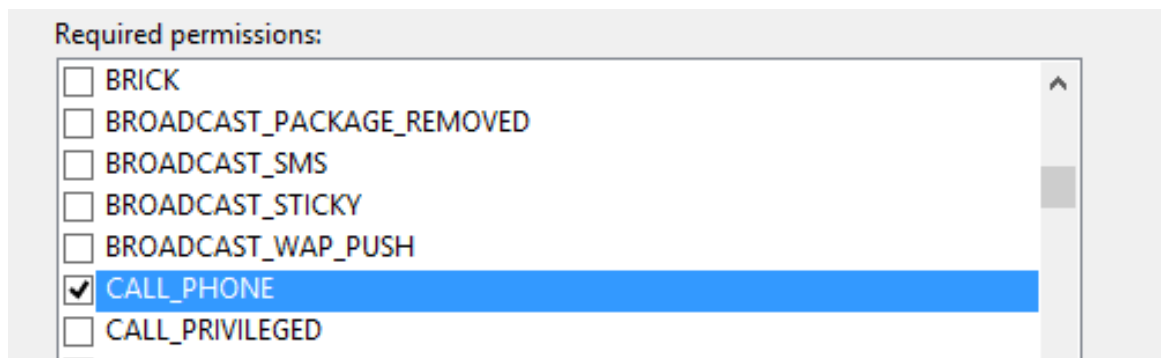 Required permissions:
BRICK
BROADCAST_PACKAGE_REMOVED
BROADCAST_SMS
BROADCAST_STICKY
BROADCAST_WAP_PUSH
CALL_PHONE
CALL_PRIVILEGED